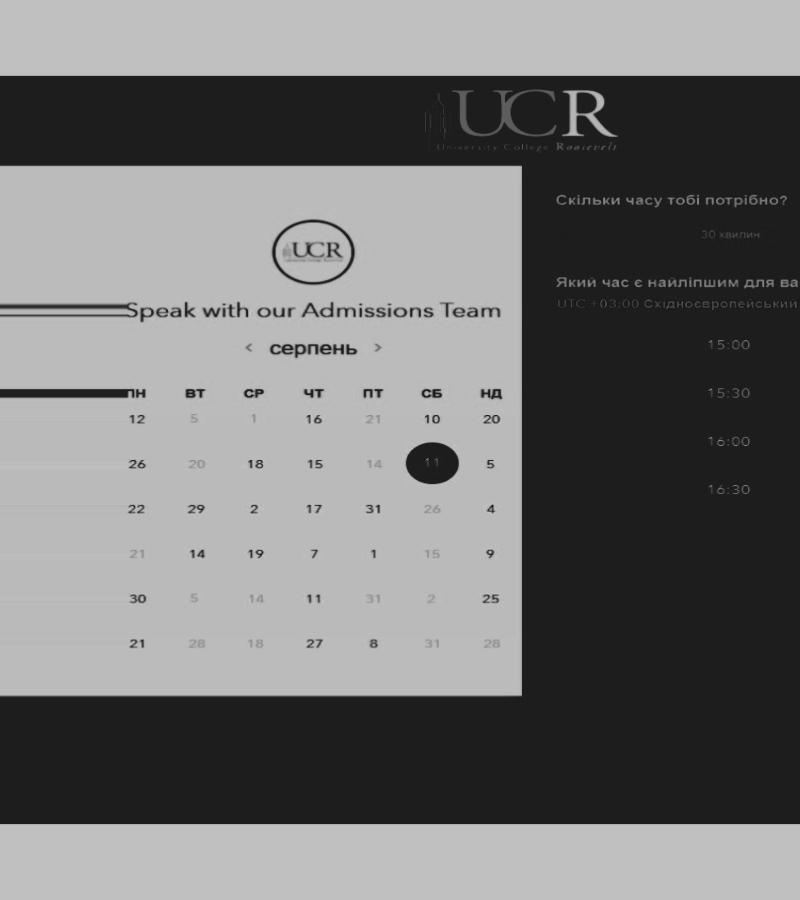 UCR
University College Roosevelt
UCR
Speak with our Admissions Team
‹ серпень ›
ПН ВТ СР ЧТ ПТ СБ НД
12 5 1 16 21 10 20
26 20 18 15 14 11 5
22 29 2 17 31 26 4
21 14 19 7 1 15 9
30 5 14 11 31 2 25
21 28 18 27 8 31 28
Скільки часу тобі потрібно?
30 хвилин
Який час є найліпшим для ва
UTC +03:00 Східноєвропейський
15:00
15:30
16:00
16:30